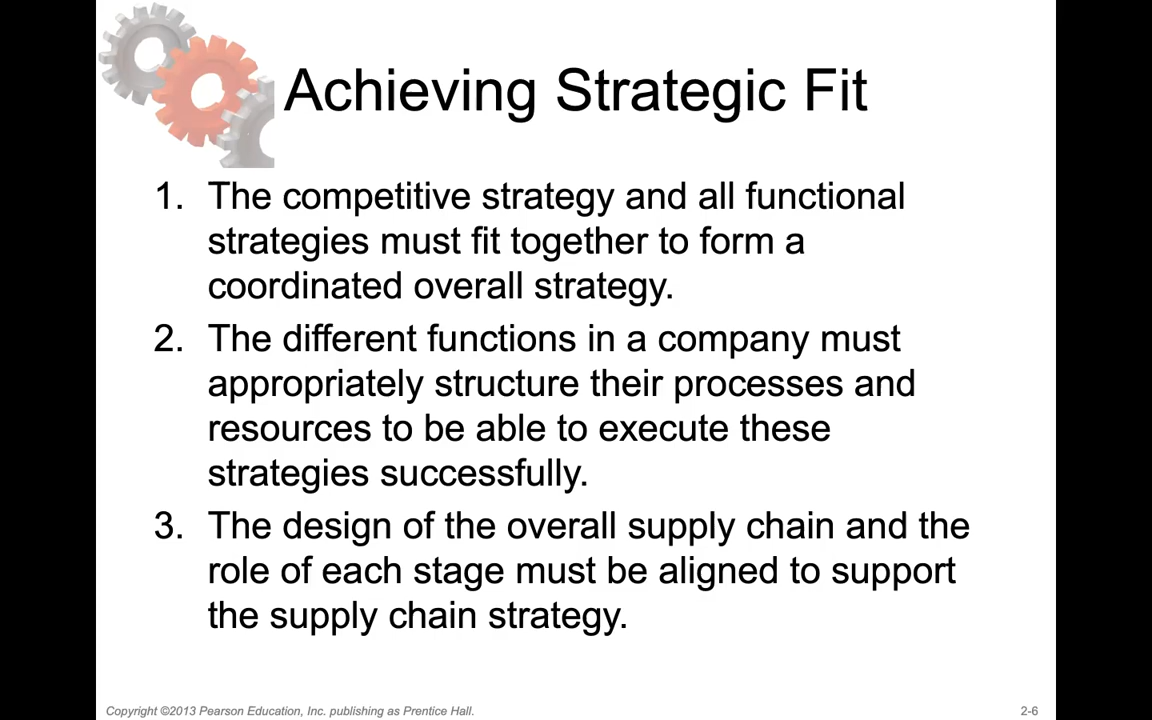 Achieving Strategic Fit
1. The competitive strategy and all functional
strategies must fit together to form a
coordinated overall strategy.
2. The different functions in a company must
appropriately structure their processes and
resources to be able to execute these
strategies successfully.
3. The design of the overall supply chain and the
role of each stage must be aligned to support
the supply chain strategy.
Copyright ©2013 Pearson Education, Inc. publishing as Prentice Hall.
2-6